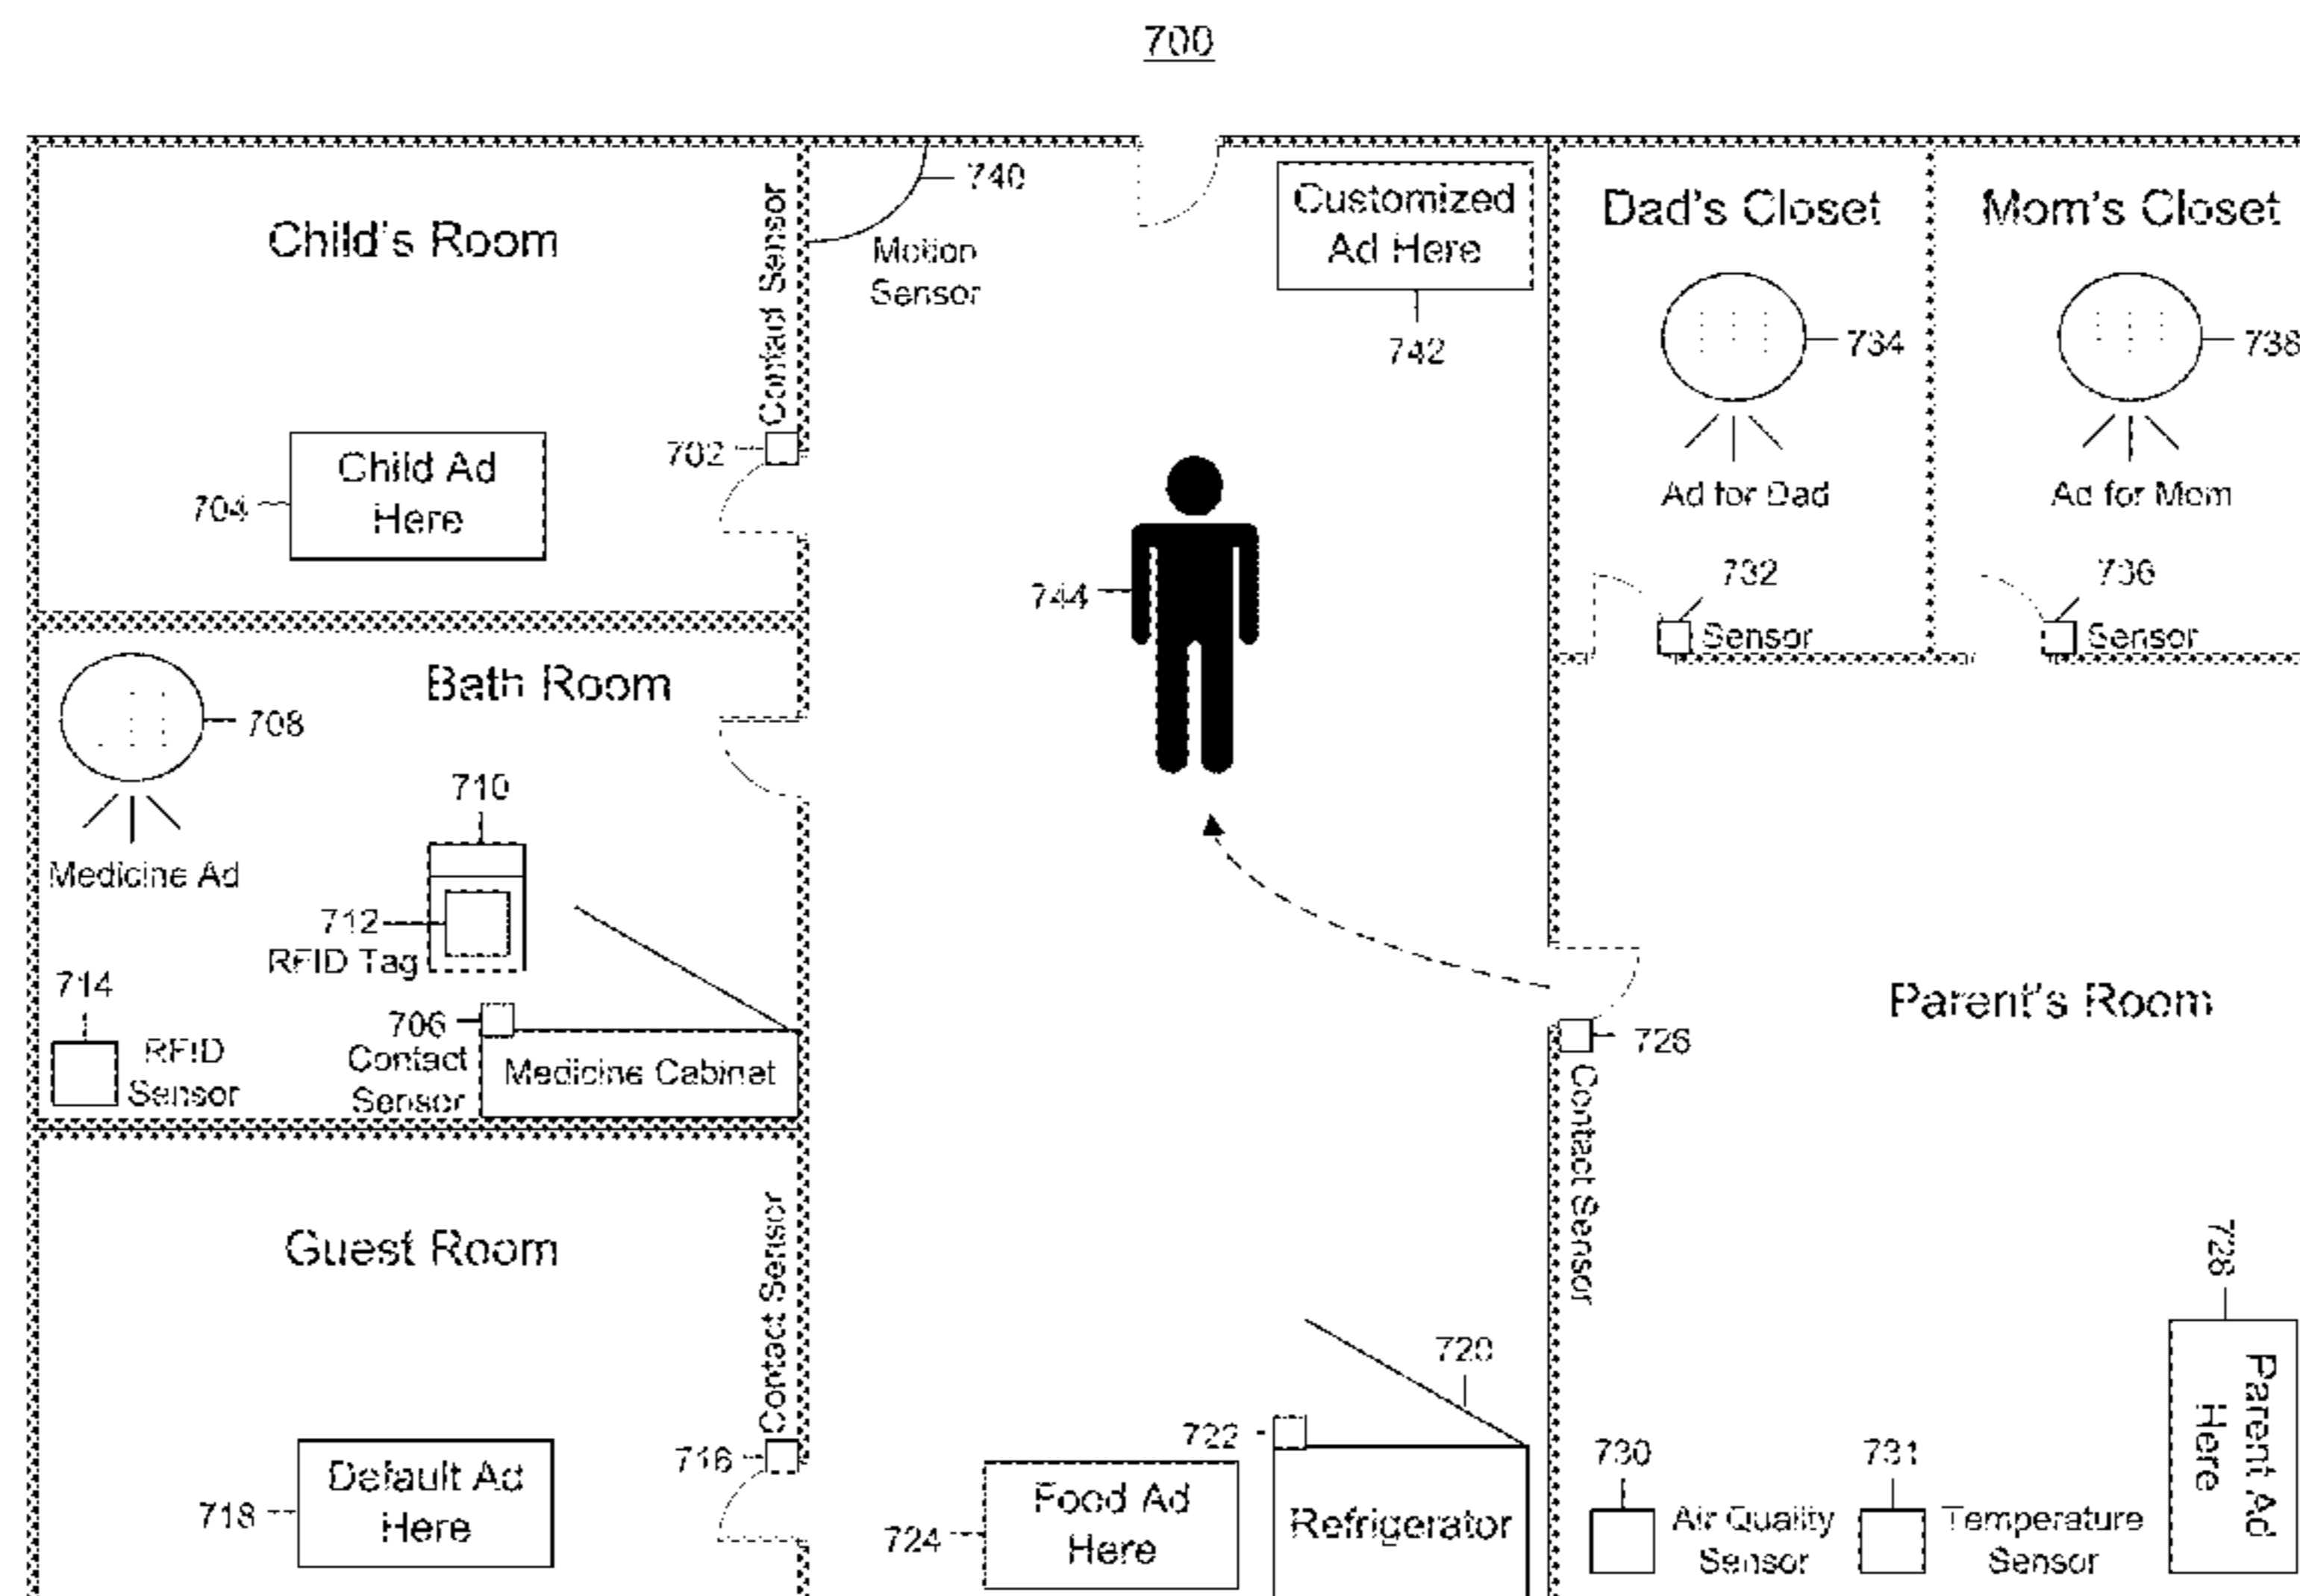 700
Child's Room
Contact Sensor
702
704
Child Ad
Here
740
Motion
Sensor
Customized
Ad Here
742
744
Dad's Closet
734
Ad for Dad
732
Sensor
Mom's Closet
738
Ad for Mom
736
Sensor
Bath Room
708
Medicine Ad
710
712
RFID Tag
714
RFID
Sensor
706
Contact
Sensor
Medicine Cabinet
Parent's Room
726
Contact Sensor
728
Parent Ad
Here
730
Air Quality
Sensor
731
Temperature
Sensor
Guest Room
Contact Sensor
716
718
Default Ad
Here
720
722
724
Food Ad
Here
Refrigerator